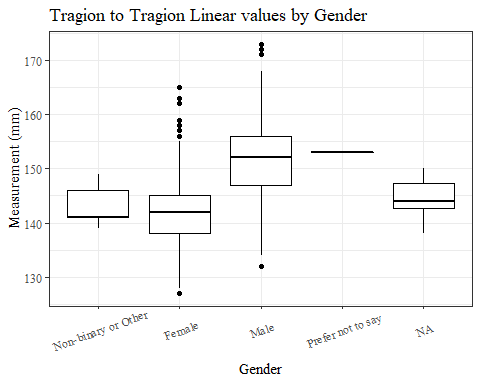 Tragion to Tragion Linear values by Gender
Measurement (mm)
170
160
150
140
130
Non-binary or Other
Female
Male
Prefer not to say
NA
Gender